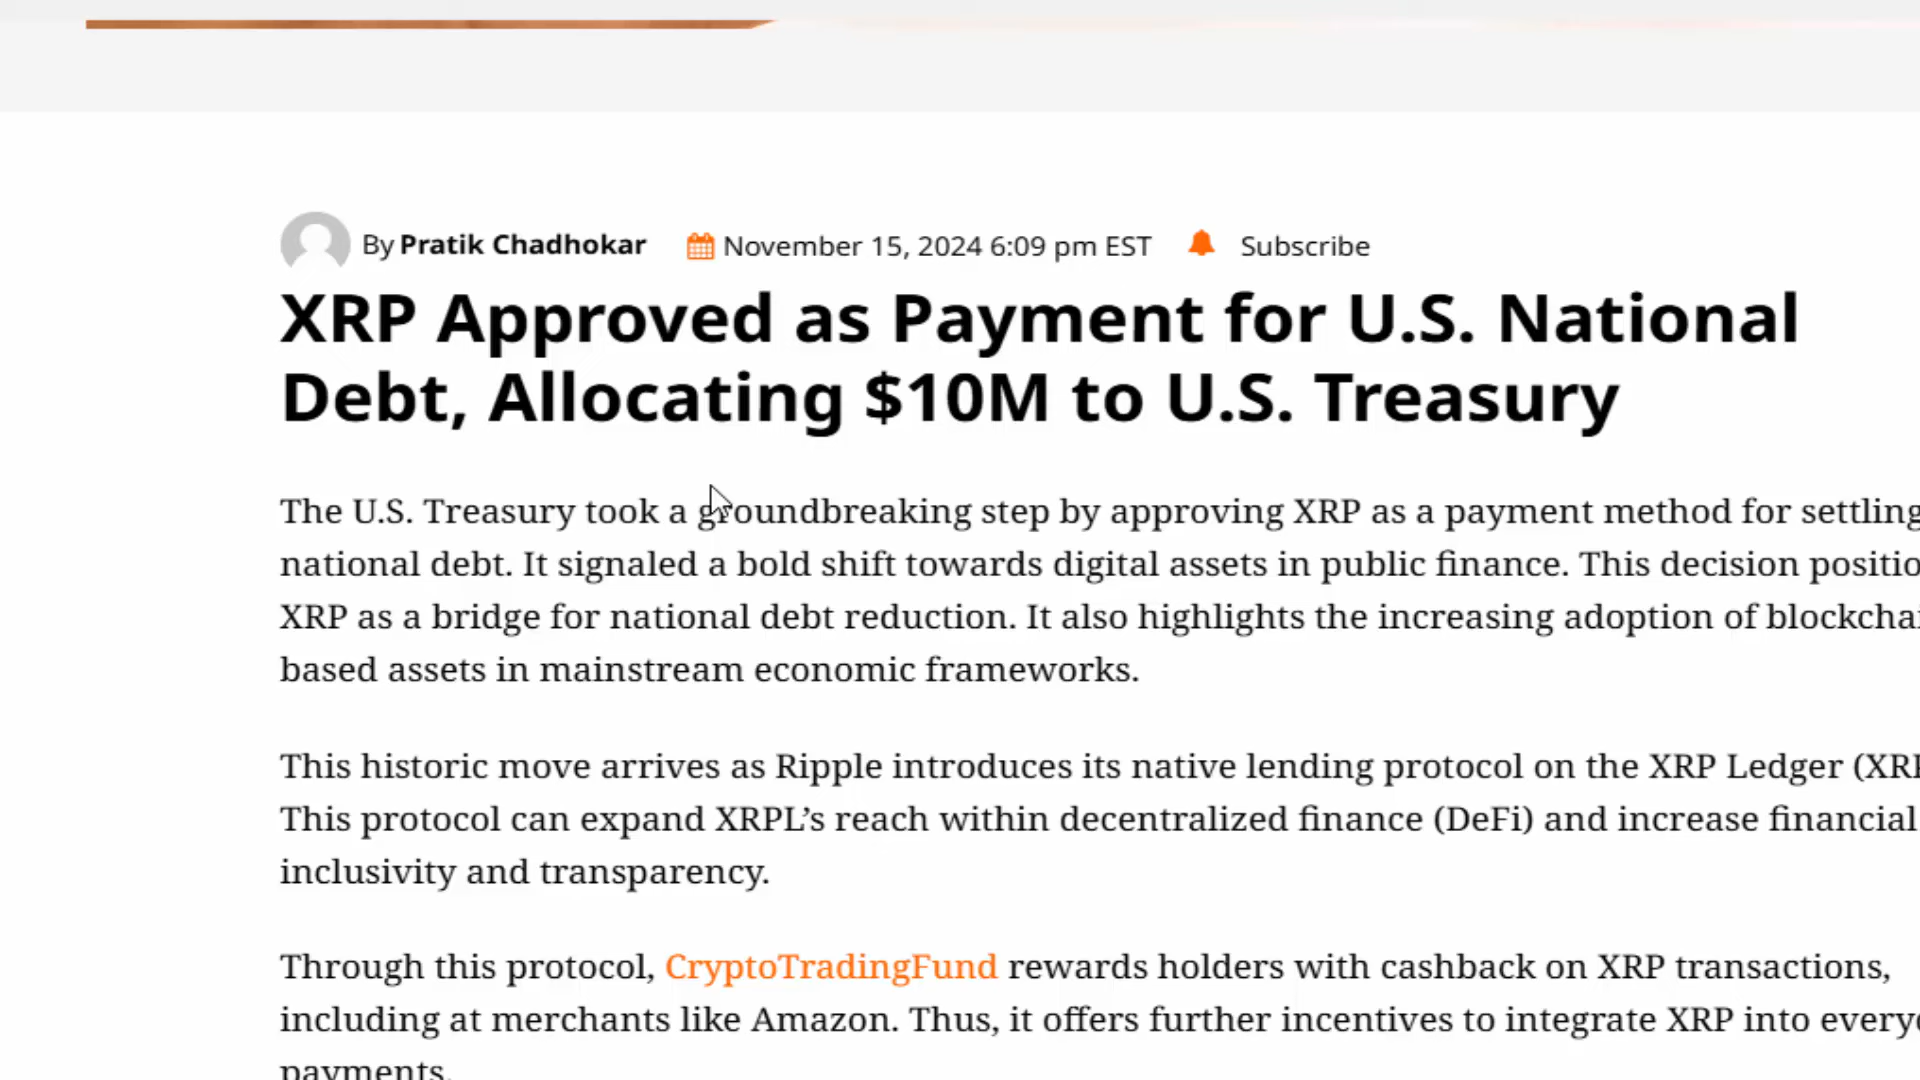 By Pratik Chadhokar November 15, 2024 6:09 pm EST Subscribe
XRP Approved as Payment for U.S. National
Debt, Allocating $10M to U.S. Treasury
The U.S. Treasury took a groundbreaking step by approving XRP as a payment method for settling
national debt. It signaled a bold shift towards digital assets in public finance. This decision positio
XRP as a bridge for national debt reduction. It also highlights the increasing adoption of blockchai
based assets in mainstream economic frameworks.
This historic move arrives as Ripple introduces its native lending protocol on the XRP Ledger (XRP
This protocol can expand XRPL’s reach within decentralized finance (DeFi) and increase financial
inclusivity and transparency.
Through this protocol, CryptoTradingFund rewards holders with cashback on XRP transactions,
including at merchants like Amazon. Thus, it offers further incentives to integrate XRP into every
payments.